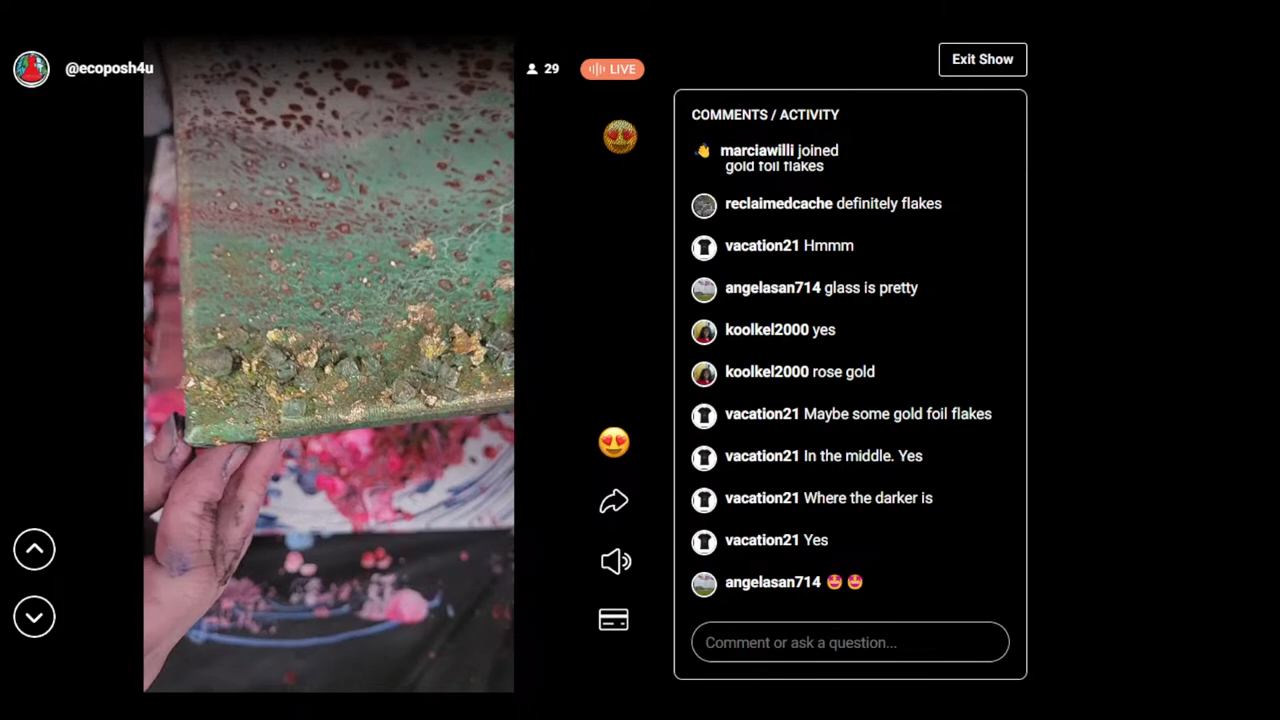 @ecoposh4u
29
LIVE
Exit Show
COMMENTS / ACTIVITY
marciawilli joined
gold foil flakes
reclaimedcache definitely flakes
vacation21 Hmmm
angelasan714 glass is pretty
koolkel2000 yes
koolkel2000 rose gold
vacation21 Maybe some gold foil flakes
vacation21 In the middle. Yes
vacation21 Where the darker is
vacation21 Yes
angelasan714 🤩 🤩
Comment or ask a question...